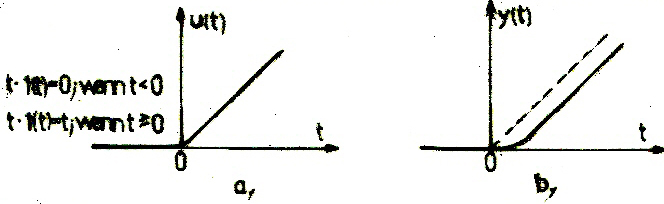 u(t)
t·1(t)=0; wenn t<0
t·1(t)=t; wenn t≥0
t
0
a,
y(t)
t
0
b,